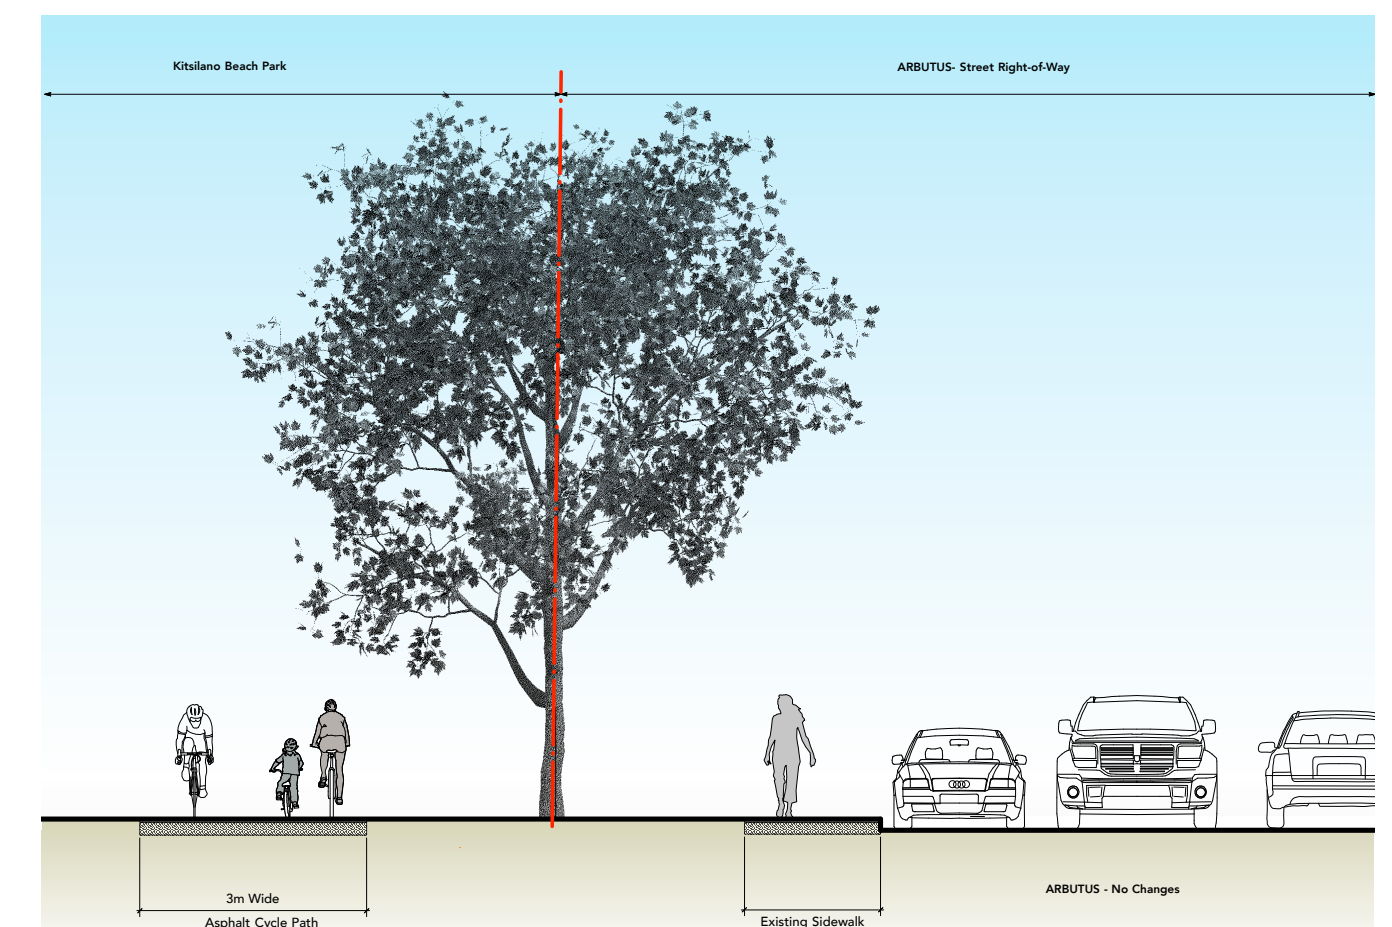 Kitsilano Beach Park
ARBUTUS- Street Right-of-Way
ARBUTUS - No Changes
3m Wide
Asphalt Cycle Path
Existing Sidewalk